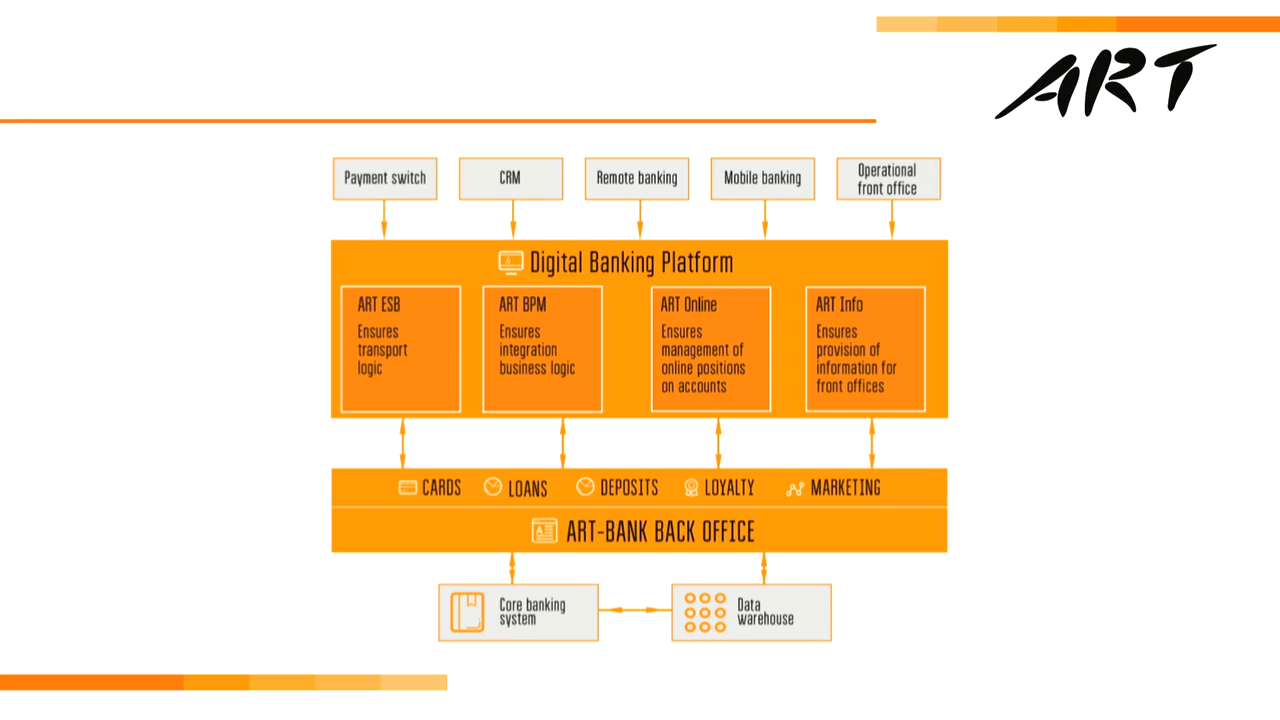 ART
Payment switch
CRM
Remote banking
Mobile banking
Operational
front office
Digital Banking Platform
ART ESB
Ensures
transport
logic
ART BPM
Ensures
integration
business logic
ART Online
Ensures
management of
online positions
on accounts
ART Info
Ensures
provision of
information for
front offices
CARDS
LOANS
DEPOSITS
LOYALTY
MARKETING
ART-BANK BACK OFFICE
Core banking
system
Data
warehouse